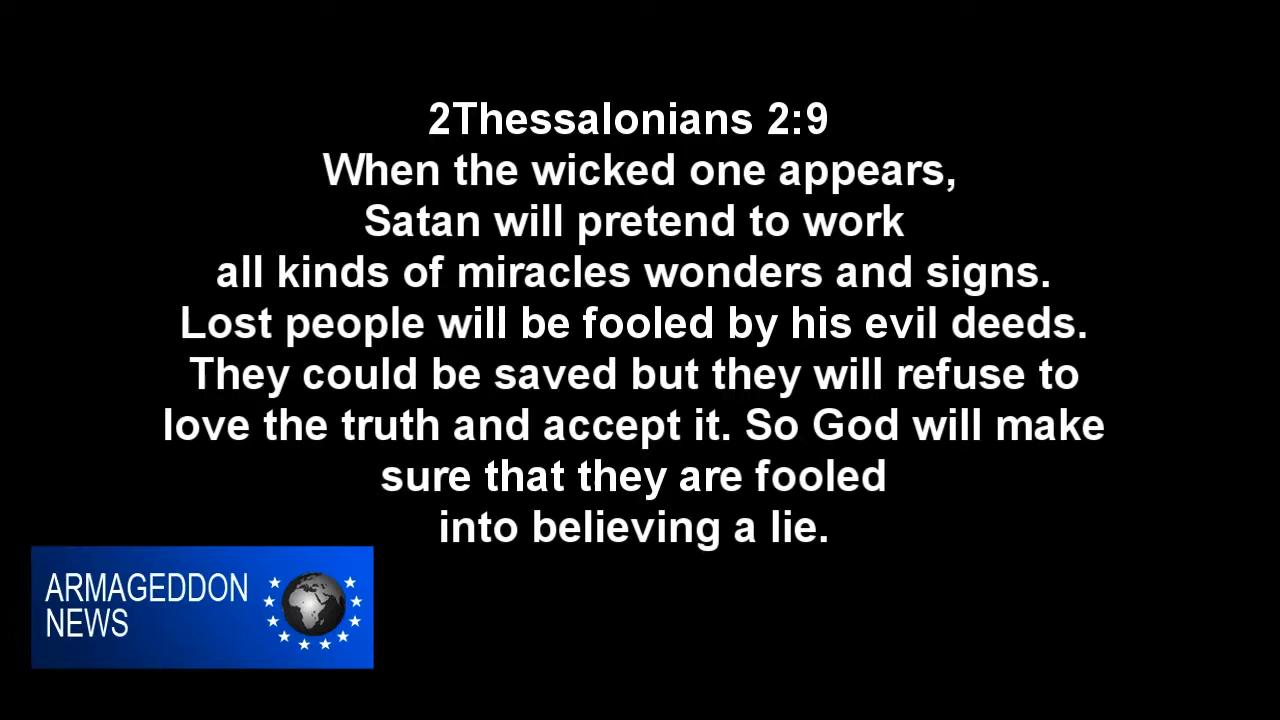 2Thessalonians 2:9
When the wicked one appears,
Satan will pretend to work
all kinds of miracles wonders and signs.
Lost people will be fooled by his evil deeds.
They could be saved but they will refuse to
love the truth and accept it. So God will make
sure that they are fooled
into believing a lie.
ARMAGEDDON
NEWS